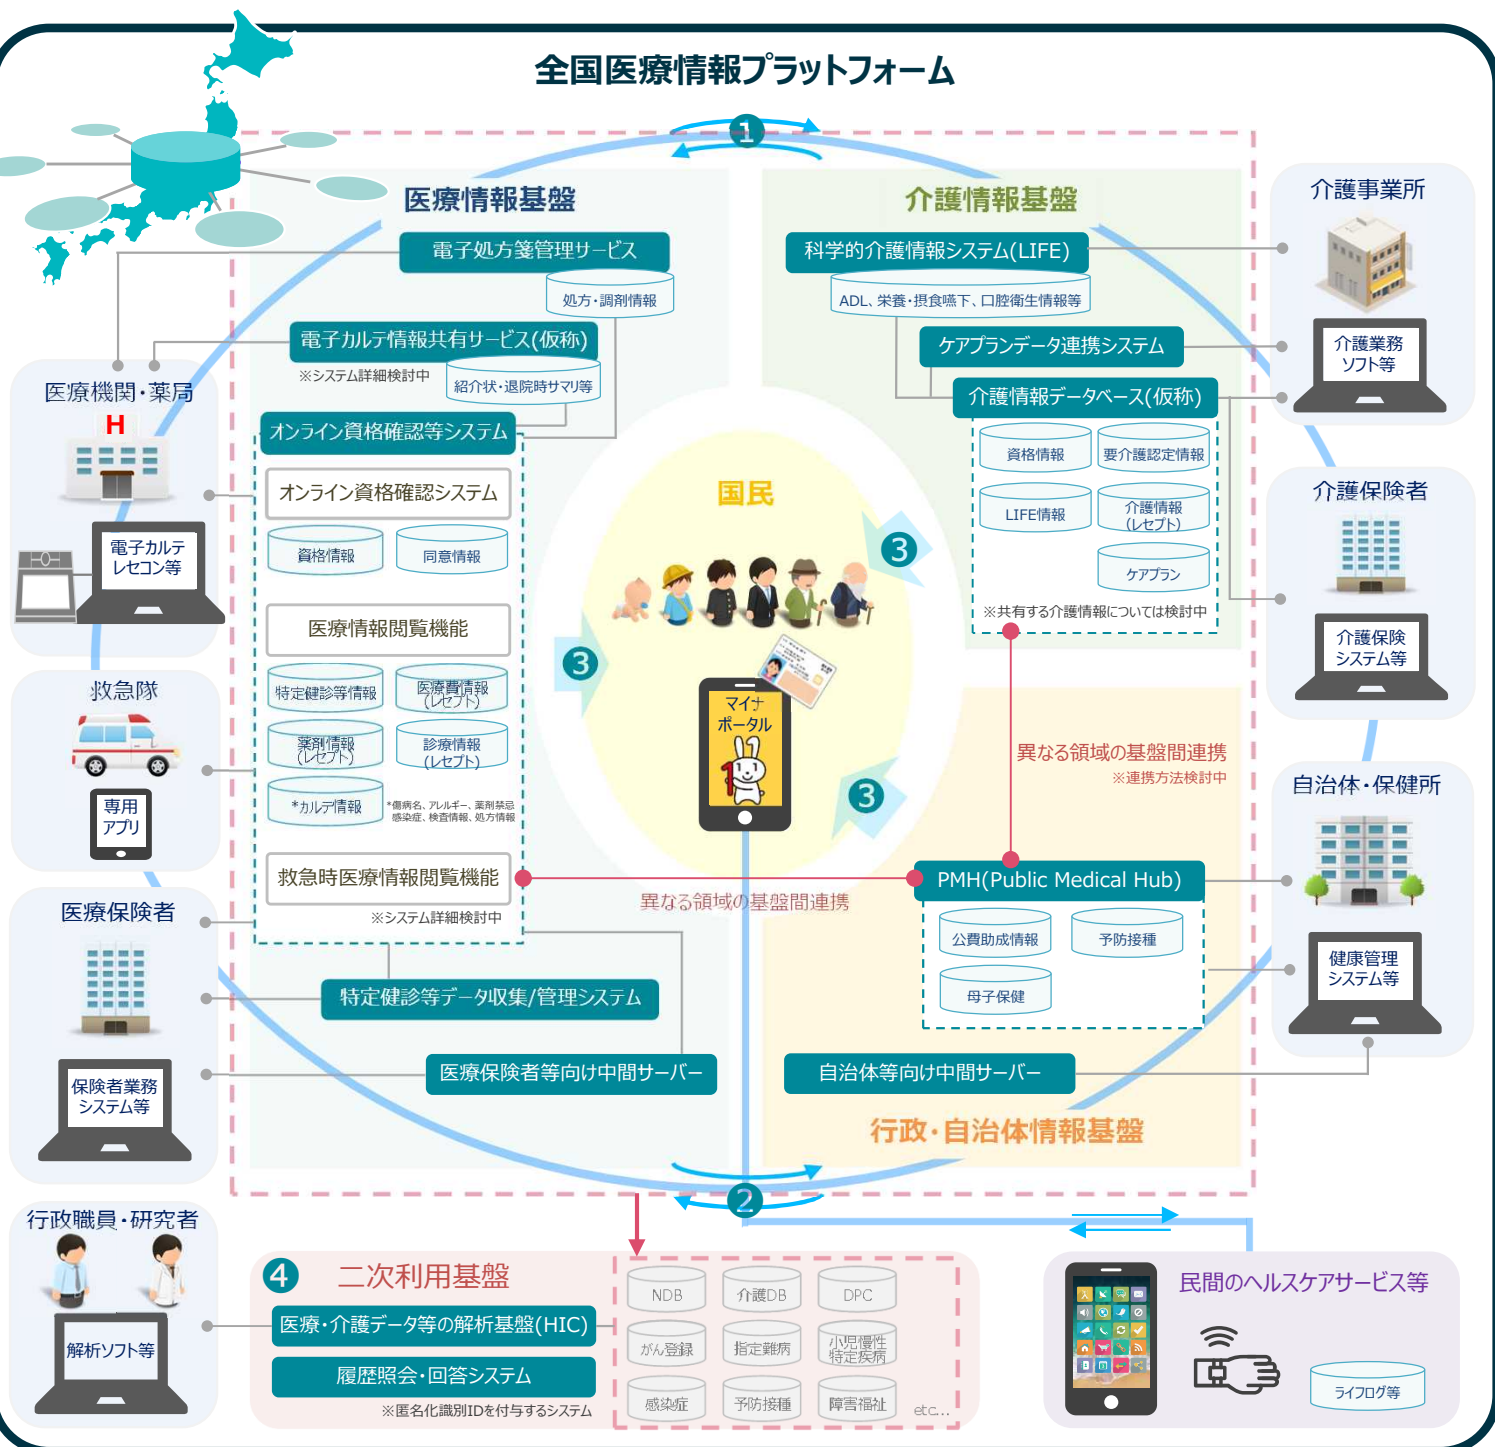 全国医療情報プラットフォーム
1
医療情報基盤
電子処方箋管理サービス
処方・調剤情報
電子カルテ情報共有サービス(仮称)
※システム詳細検討中
紹介状・退院時サマリ等
オンライン資格確認等システム
オンライン資格確認システム
資格情報
同意情報
医療情報閲覧機能
特定健診等情報
医療費情報
(レセプト)
薬剤情報
(レセプト)
診療情報
(レセプト)
*カルテ情報
*傷病名、アレルギー、薬剤禁忌
感染症、検査情報、処方情報
救急時医療情報閲覧機能
※システム詳細検討中
特定健診等データ収集/管理システム
医療保険者等向け中間サーバー
介護情報基盤
科学的介護情報システム(LIFE)
ADL、栄養・摂食嚥下、口腔衛生情報等
ケアプランデータ連携システム
介護情報データベース(仮称)
資格情報
要介護認定情報
LIFE情報
介護情報
(レセプト)
ケアプラン
※共有する介護情報については検討中
国民
3
3
3
マイナ
ポータル
1
異なる領域の基盤間連携
※連携方法検討中
異なる領域の基盤間連携
PMH(Public Medical Hub)
公費助成情報
予防接種
母子保健
自治体等向け中間サーバー
行政・自治体情報基盤
2
医療機関・薬局
H
電子カルテ
レセコン等
救急隊
専用
アプリ
医療保険者
保険者業務
システム等
行政職員・研究者
解析ソフト等
介護事業所
介護業務
ソフト等
介護保険者
介護保険
システム等
自治体・保健所
健康管理
システム等
4
二次利用基盤
医療・介護データ等の解析基盤(HIC)
履歴照会・回答システム
※匿名化識別IDを付与するシステム
NDB
介護DB
DPC
がん登録
指定難病
小児慢性
特定疾病
感染症
予防接種
障害福祉
etc...
民間のヘルスケアサービス等
ライフログ等